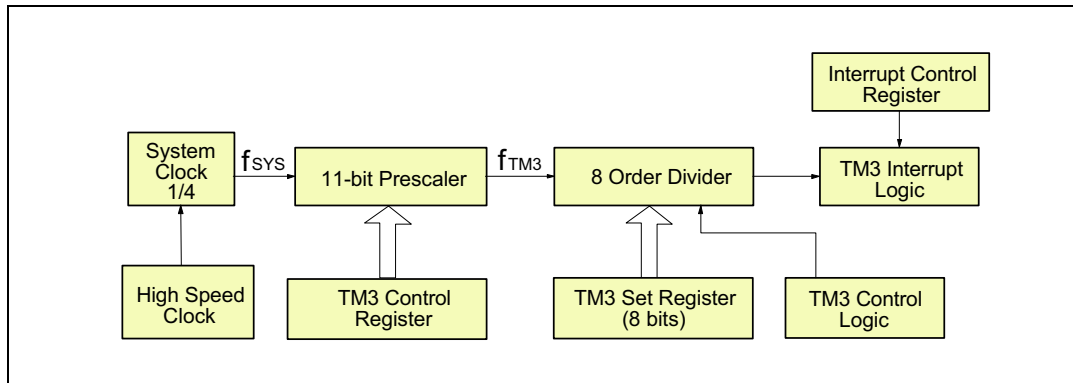 Interrupt Control
Register
System
Clock
1/4
fSYS
11-bit Prescaler
fTM3
8 Order Divider
TM3 Interrupt
Logic
High Speed
Clock
TM3 Control
Register
TM3 Set Register
(8 bits)
TM3 Control
Logic